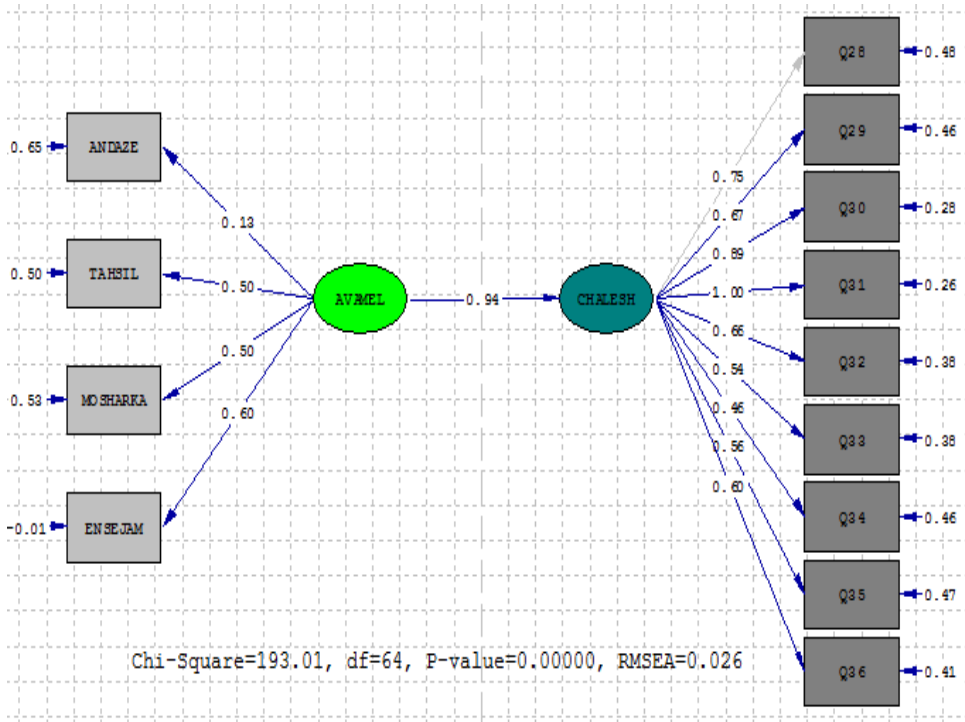 Q28
0.48
Q29
0.46
0.65
ANDAZE
0.75
0.67
Q30
0.28
0.13
0.89
TAHSIL
0.50
0.50
AVAMEL
0.94
CHALESH
1.00
Q31
0.26
0.66
0.50
0.54
Q32
0.38
0.53
MOSHARKA
0.60
0.46
0.56
Q33
0.38
0.60
Q34
0.46
-0.01
ENSEJAM
Q35
0.47
Chi-Square=193.01, df=64, P-value=0.00000, RMSEA=0.026
Q36
0.41